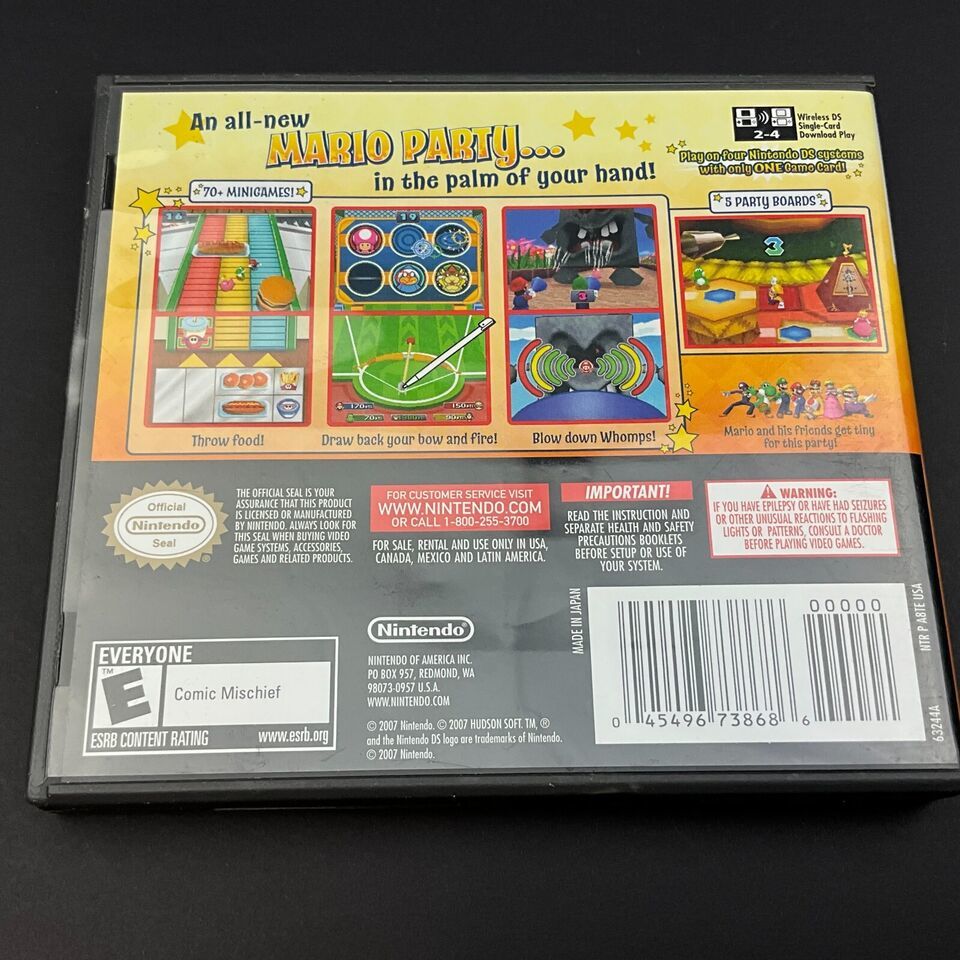 An all-new
MARIO PARTY...
in the palm of your hand!
2-4
Wireless DS
Single-Card
Download Play
Play on four Nintendo DS systems
with only ONE Game Card!
70+ MINIGAMES!
5 PARTY BOARDS
16
19
3
3
170m
150m
70m
90m
Throw food!
Draw back your bow and fire!
Blow down Whomps!
Mario and his friends get tiny
for this party!
Official
Nintendo
Seal
®
THE OFFICIAL SEAL IS YOUR
ASSURANCE THAT THIS PRODUCT
IS LICENSED OR MANUFACTURED
BY NINTENDO. ALWAYS LOOK FOR
THIS SEAL WHEN BUYING VIDEO
GAME SYSTEMS, ACCESSORIES,
GAMES AND RELATED PRODUCTS.
FOR CUSTOMER SERVICE VISIT
WWW.NINTENDO.COM
OR CALL 1-800-255-3700
FOR SALE, RENTAL AND USE ONLY IN USA,
CANADA, MEXICO AND LATIN AMERICA.
IMPORTANT!
READ THE INSTRUCTION AND
SEPARATE HEALTH AND SAFETY
PRECAUTIONS BOOKLETS
BEFORE SETUP OR USE OF
YOUR SYSTEM.
WARNING:
IF YOU HAVE EPILEPSY OR HAVE HAD SEIZURES
OR OTHER UNUSUAL REACTIONS TO FLASHING
LIGHTS OR PATTERNS, CONSULT A DOCTOR
BEFORE PLAYING VIDEO GAMES.
EVERYONE
TM
E
Comic Mischief
ESRB CONTENT RATING
www.esrb.org
Nintendo®
NINTENDO OF AMERICA INC.
PO BOX 957, REDMOND, WA
98073-0957 U.S.A.
WWW.NINTENDO.COM
© 2007 Nintendo. © 2007 HUDSON SOFT. TM, ®
and the Nintendo DS logo are trademarks of Nintendo.
© 2007 Nintendo.
MADE IN JAPAN
00000
0 45496 73868 6
NTR P A8TE USA
63244A